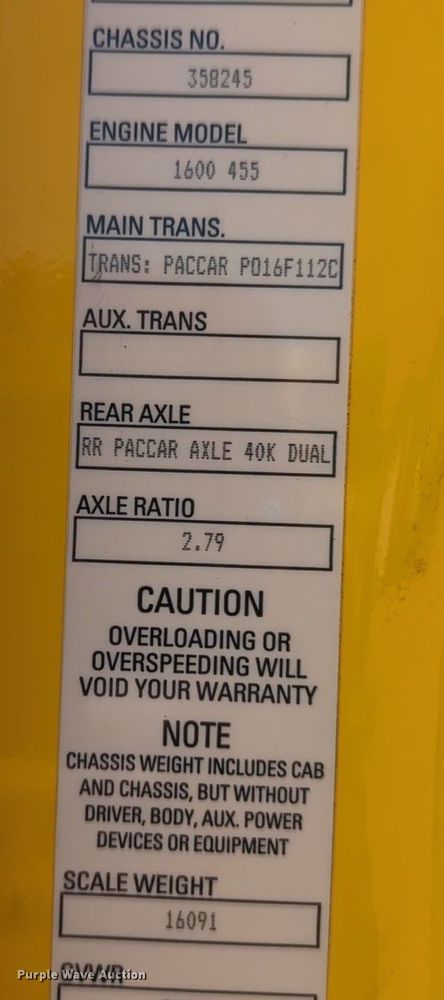 CHASSIS NO.
358245
ENGINE MODEL
1600 455
MAIN TRANS.
TRANS: PACCAR PO16F112C
AUX. TRANS
REAR AXLE
RR PACCAR AXLE 40K DUAL
AXLE RATIO
2.79
CAUTION
OVERLOADING OR
OVERSPEEDING WILL
VOID YOUR WARRANTY
NOTE
CHASSIS WEIGHT INCLUDES CAB
AND CHASSIS, BUT WITHOUT
DRIVER, BODY, AUX. POWER
DEVICES OR EQUIPMENT
SCALE WEIGHT
16091
GVWR
Purple Wave Auction